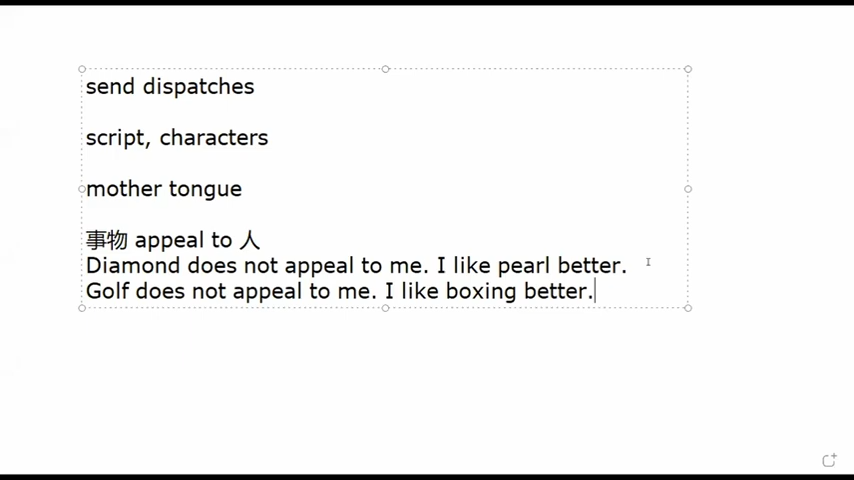 send dispatches
script, characters
mother tongue
事物 appeal to 人
Diamond does not appeal to me. I like pearl better.
Golf does not appeal to me. I like boxing better.